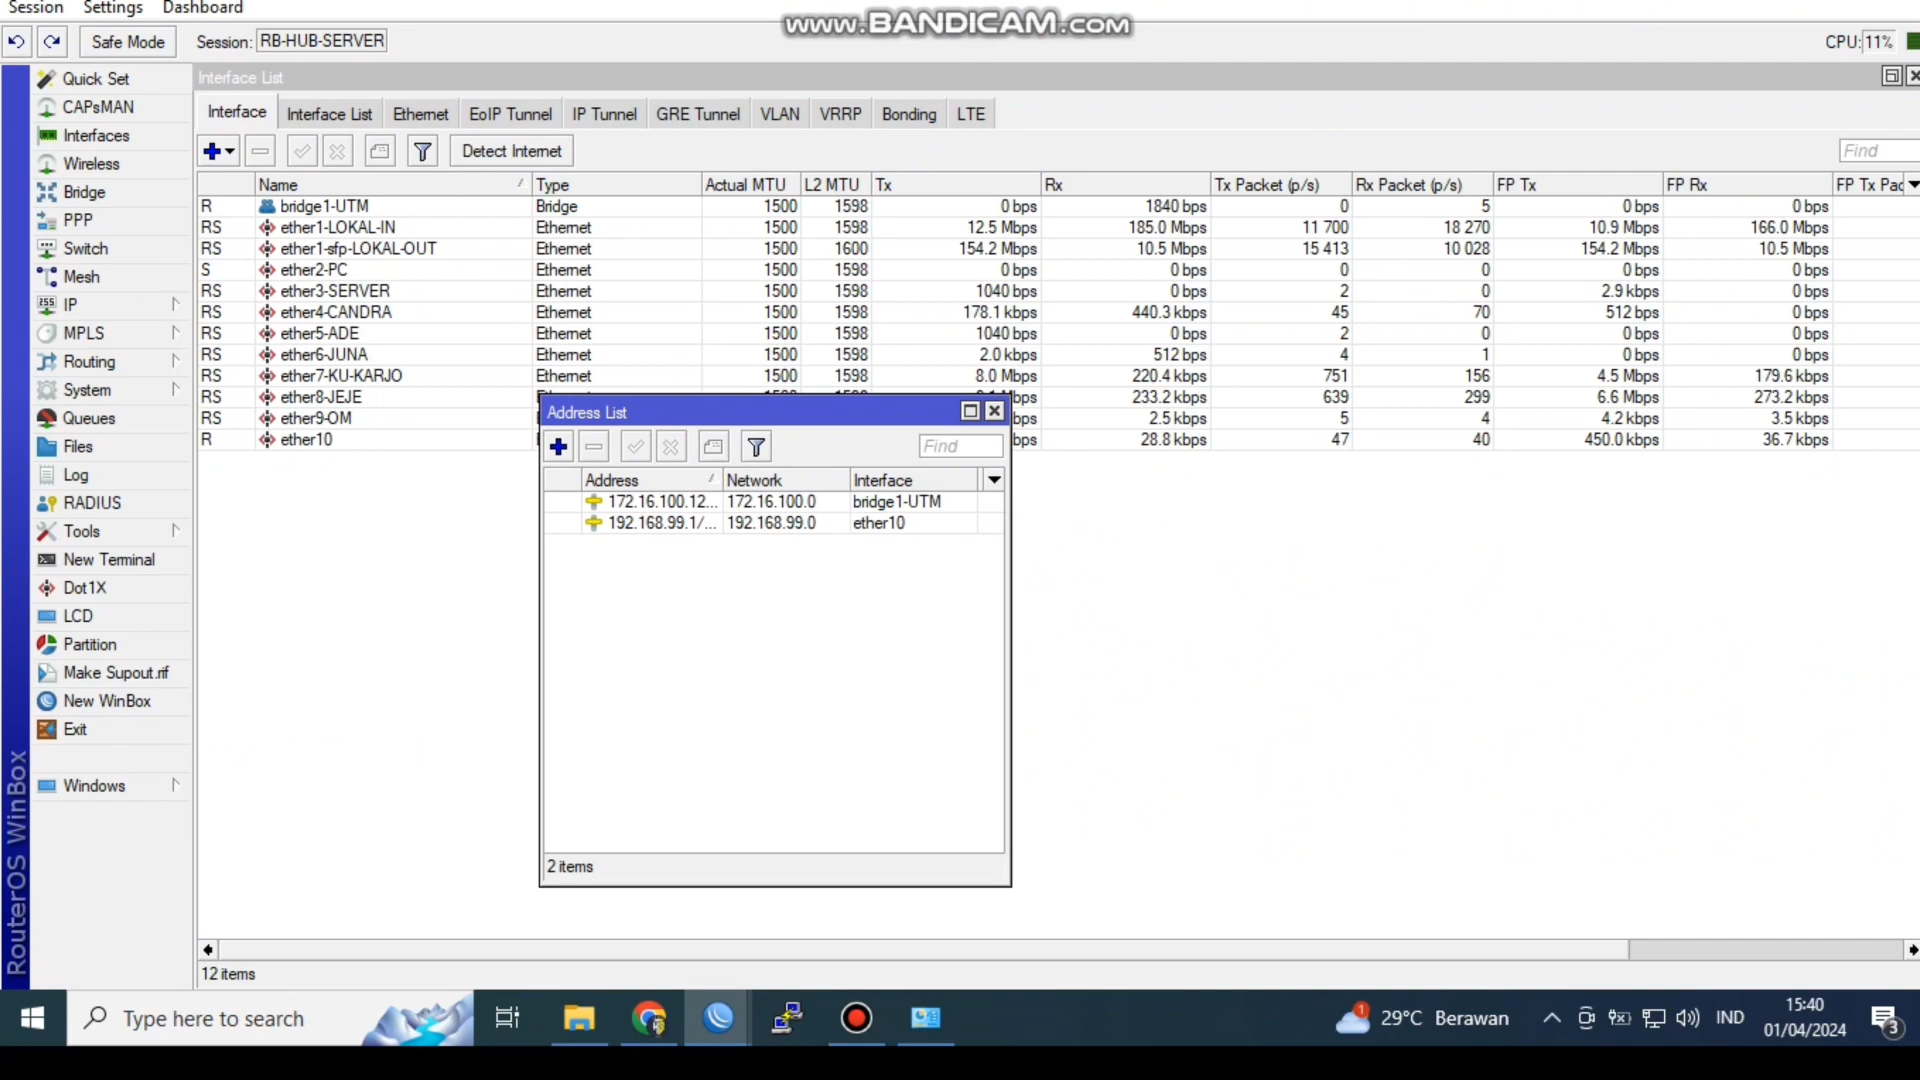 Session Settings Dashboard
www.BANDICAM.com
Safe Mode Session: RB-HUB-SERVER CPU: 11%
Quick Set
CAPsMAN
Interfaces
Wireless
Bridge
PPP
Switch
Mesh
IP
MPLS
Routing
System
Queues
Files
Log
RADIUS
Tools
New Terminal
Dot1X
LCD
Partition
Make Supout.rif
New WinBox
Exit
Windows
RouterOS WinBox
Interface List
Interface Interface List Ethernet EoIP Tunnel IP Tunnel GRE Tunnel VLAN VRRP Bonding LTE
Detect Internet Find
Name Type Actual MTU L2 MTU Tx Rx Tx Packet (p/s) Rx Packet (p/s) FP Tx FP Rx FP Tx Pac
R bridge1-UTM Bridge 1500 1598 0 bps 1840 bps 0 5 0 bps 0 bps
RS ether1-LOKAL-IN Ethernet 1500 1598 12.5 Mbps 185.0 Mbps 11 700 18 270 10.9 Mbps 166.0 Mbps
RS ether1-sfp-LOKAL-OUT Ethernet 1500 1600 154.2 Mbps 10.5 Mbps 15 413 10 028 154.2 Mbps 10.5 Mbps
S ether2-PC Ethernet 1500 1598 0 bps 0 bps 0 0 0 bps 0 bps
RS ether3-SERVER Ethernet 1500 1598 1040 bps 0 bps 2 0 2.9 kbps 0 bps
RS ether4-CANDRA Ethernet 1500 1598 178.1 kbps 440.3 kbps 45 70 512 bps 0 bps
RS ether5-ADE Ethernet 1500 1598 1040 bps 0 bps 2 0 0 bps 0 bps
RS ether6-JUNA Ethernet 1500 1598 2.0 kbps 512 bps 4 1 0 bps 0 bps
RS ether7-KU-KARJO Ethernet 1500 1598 8.0 Mbps 220.4 kbps 751 156 4.5 Mbps 179.6 kbps
RS ether8-JEJE 233.2 kbps 639 299 6.6 Mbps 273.2 kbps
RS ether9-OM bps 2.5 kbps 5 4 4.2 kbps 3.5 kbps
R ether10 bps 28.8 kbps 47 40 450.0 kbps 36.7 kbps
Address List
Find
Address Network Interface
172.16.100.12... 172.16.100.0 bridge1-UTM
192.168.99.1/... 192.168.99.0 ether10
2 items
12 items
Type here to search
29°C Berawan IND 15:40
01/04/2024
1
3